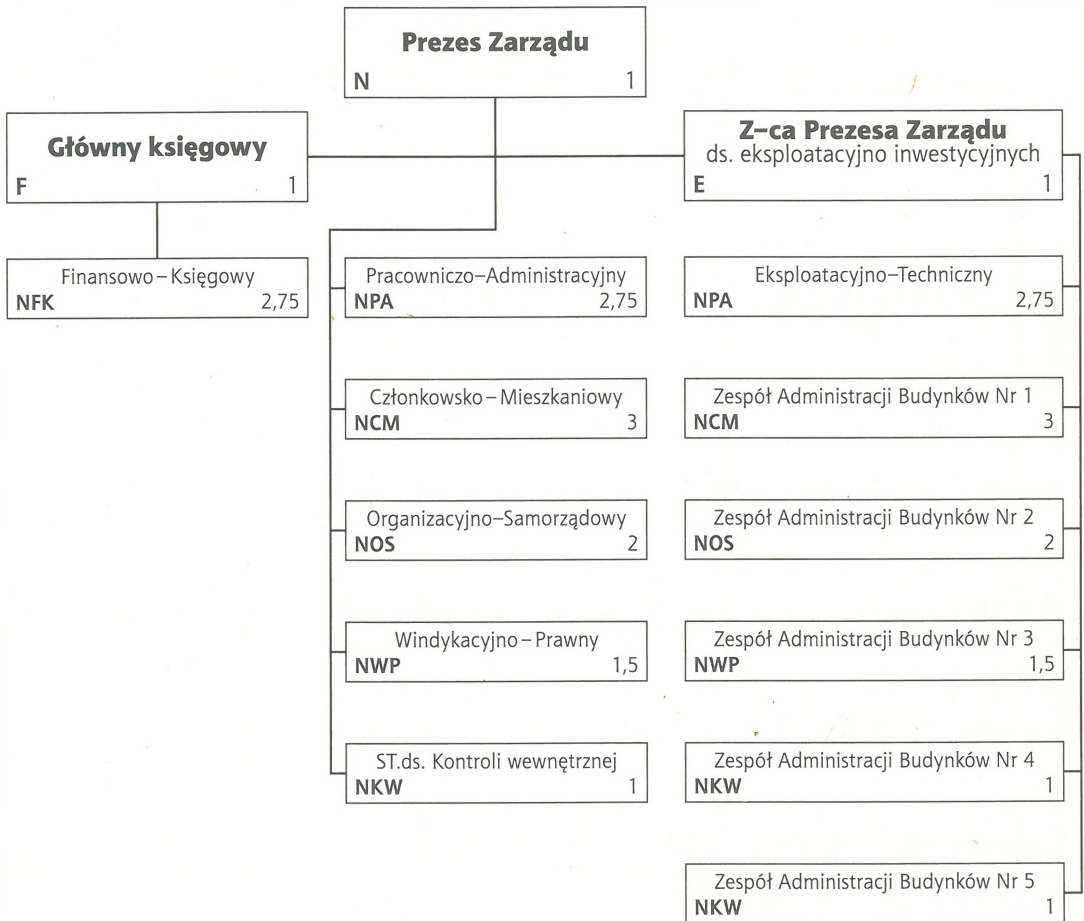 Prezes Zarządu
N 1
Główny księgowy
F 1
Z–ca Prezesa Zarządu
ds. eksploatacyjno inwestycyjnych
E 1
Finansowo–Księgowy
NFK 2,75
Pracowniczo–Administracyjny
NPA 2,75
Członkowsko–Mieszkaniowy
NCM 3
Organizacyjno–Samorządowy
NOS 2
Windykacyjno–Prawny
NWP 1,5
ST.ds. Kontroli wewnętrznej
NKW 1
Eksploatacyjno–Techniczny
NPA 2,75
Zespół Administracji Budynków Nr 1
NCM 3
Zespół Administracji Budynków Nr 2
NOS 2
Zespół Administracji Budynków Nr 3
NWP 1,5
Zespół Administracji Budynków Nr 4
NKW 1
Zespół Administracji Budynków Nr 5
NKW 1